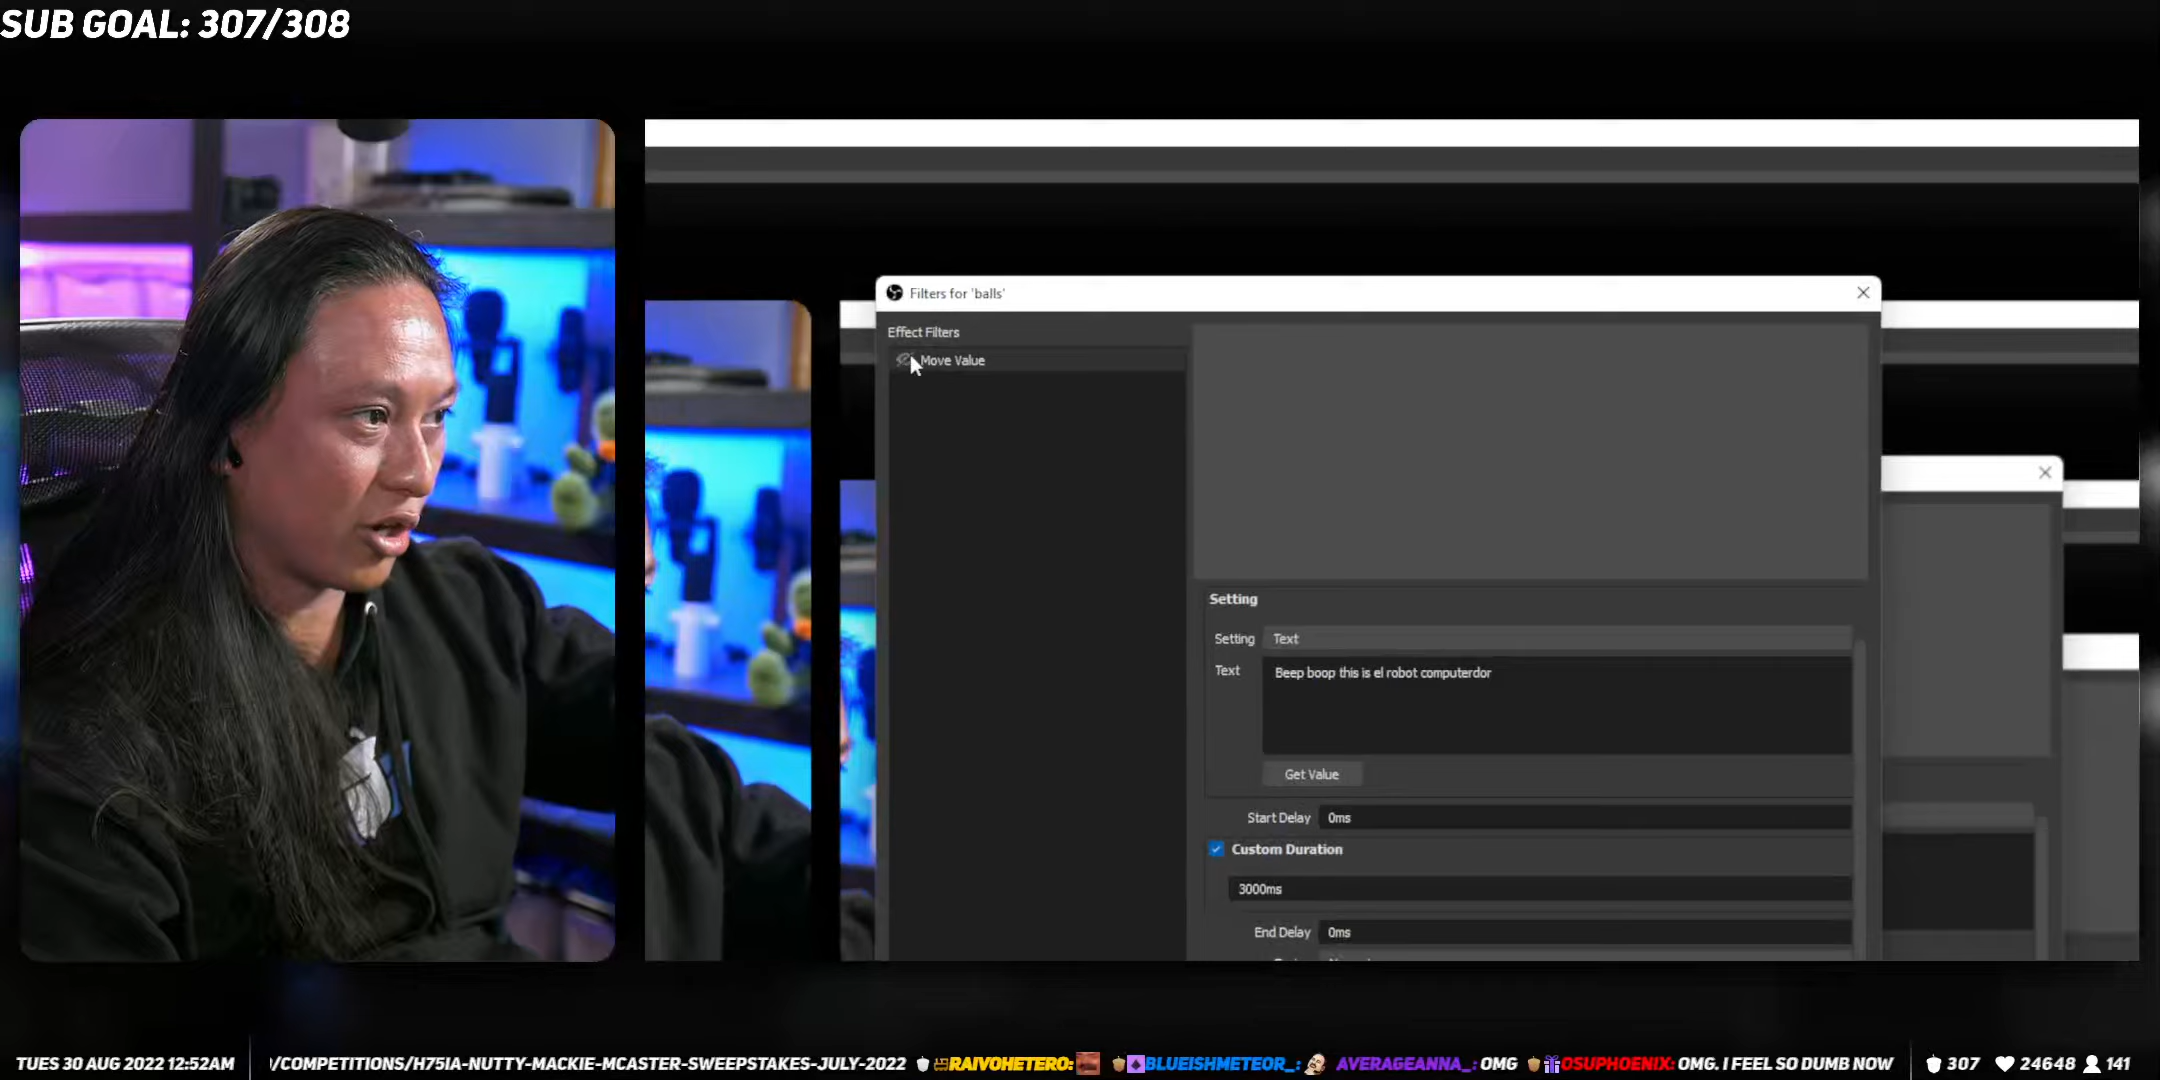 SUB GOAL: 307/308
Filters for 'balls'
Effect Filters
Move Value
Setting
Setting Text
Text Beep boop this is el robot computerdor
Get Value
Start Delay 0ms
Custom Duration
3000ms
End Delay 0ms
TUES 30 AUG 2022 12:52AM
/COMPETITIONS/H75IA-NUTTY-MACKIE-MCASTER-SWEEPSTAKES-JULY-2022 RAIVOHETERO: BLUEISHMETEOR_: AVERAGEANNA_: OMG OSUPHOENIX: OMG. I FEEL SO DUMB NOW 307 24648 141